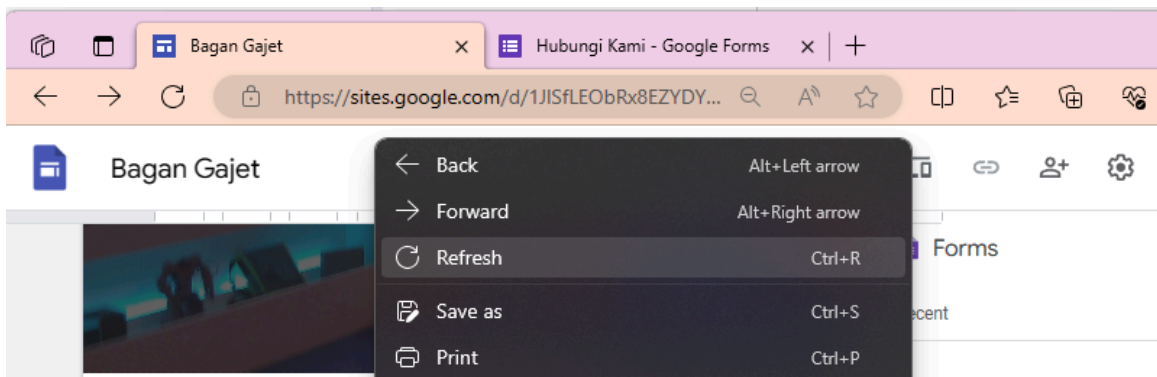 Bagan Gajet
Hubungi Kami - Google Forms
https://sites.google.com/d/1JISfLEObRx8EZYDY...
Bagan Gajet
Back Alt+Left arrow
Forward Alt+Right arrow
Refresh Ctrl+R
Forms
Save as Ctrl+S
ecent
Print Ctrl+P